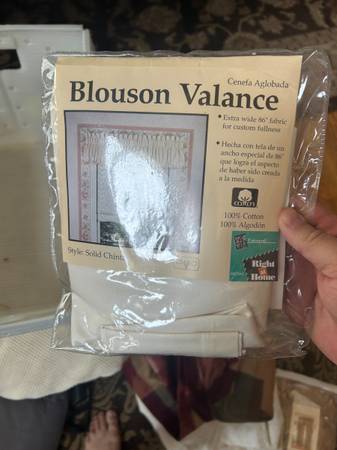 Cenefa Aglobada
Blouson Valance
• Extra wide 86" fabric
for custom fullness
• Hecha con tela de un
ancho especial de 86"
que logra el aspecto
de haber sido creada
a la medida
COTTON
100% Cotton
100% Algodón
Style: Solid Chintz
Right
at
Home